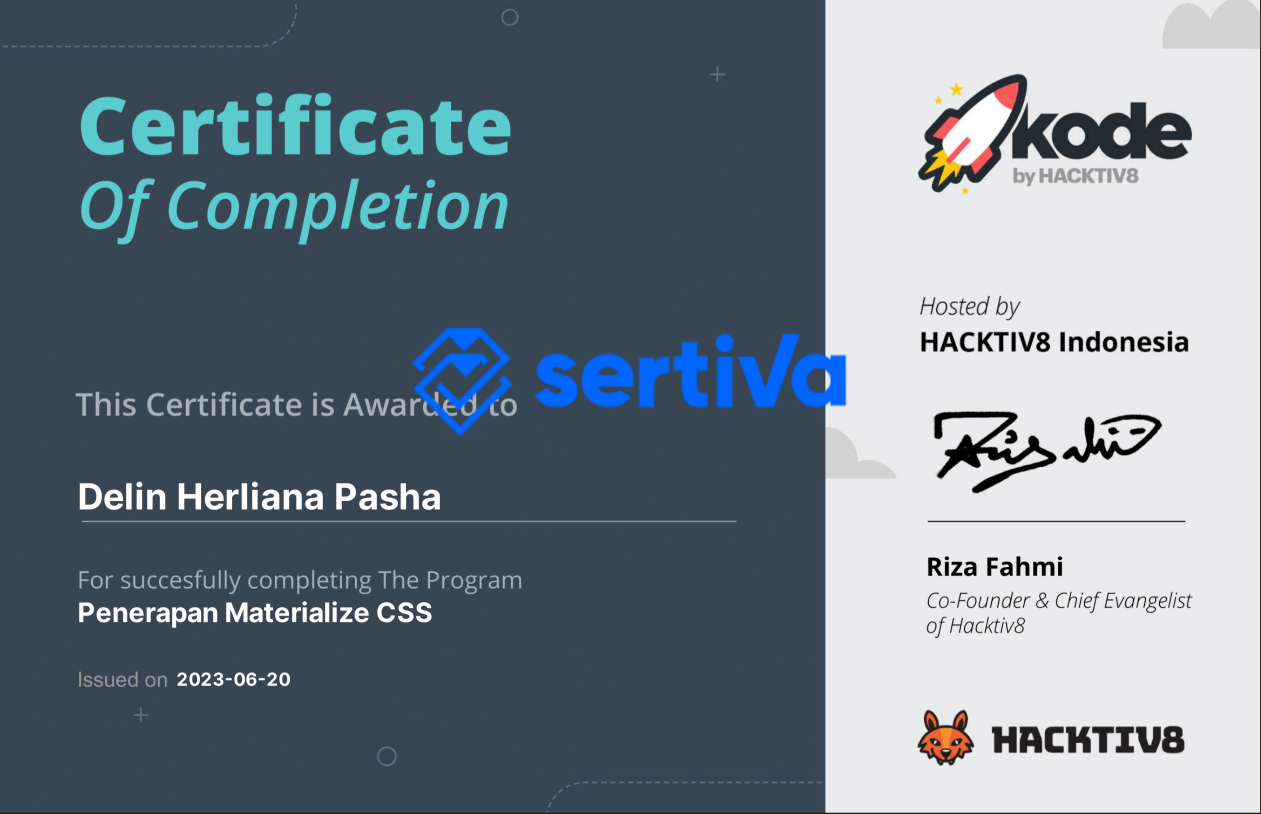 Certificate
Of Completion
This Certificate is Awarded to
Delin Herliana Pasha
For succesfully completing The Program
Penerapan Materialize CSS
Issued on 2023-06-20
sertiva
kode
by HACKTIV8
Hosted by
HACKTIV8 Indonesia
Riza Fahmi
Co-Founder & Chief Evangelist
of Hacktiv8
HACKTIV8